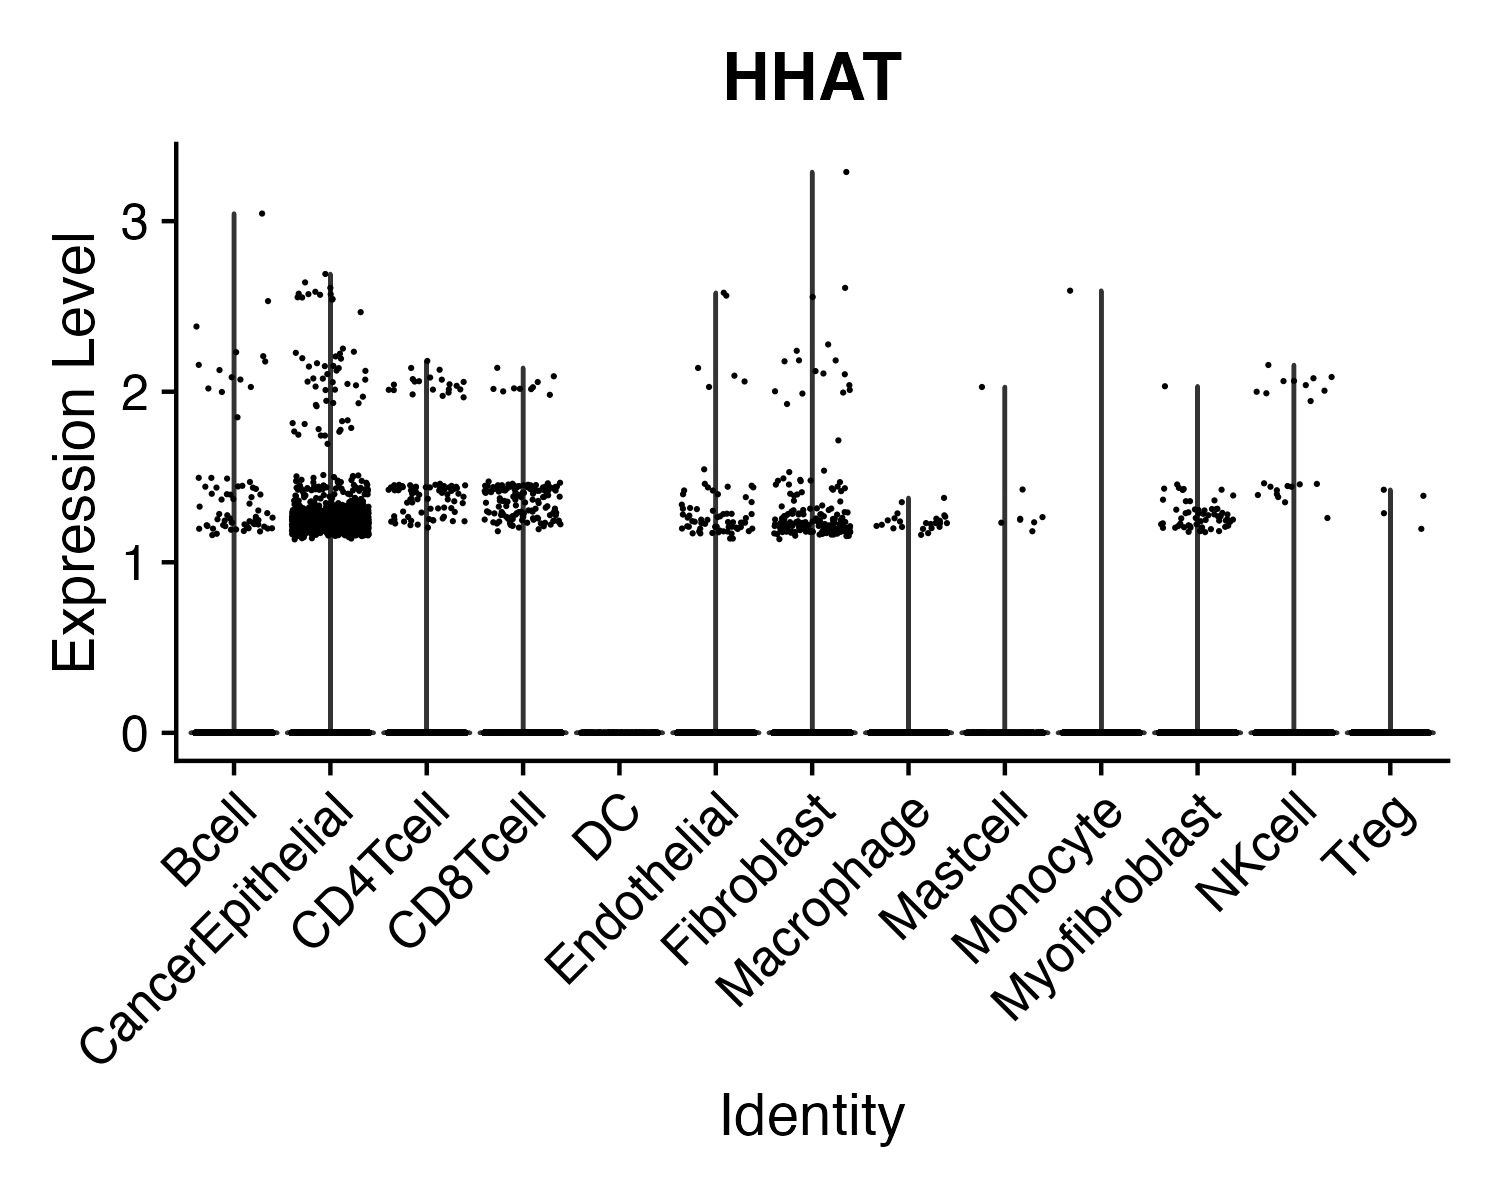 HHAT
Expression Level
3
2
1
0
Bcell
CancerEpithelial
CD4Tcell
CD8Tcell
DC
Endothelial
Fibroblast
Macrophage
Mastcell
Monocyte
Myofibroblast
NKcell
Treg
Identity